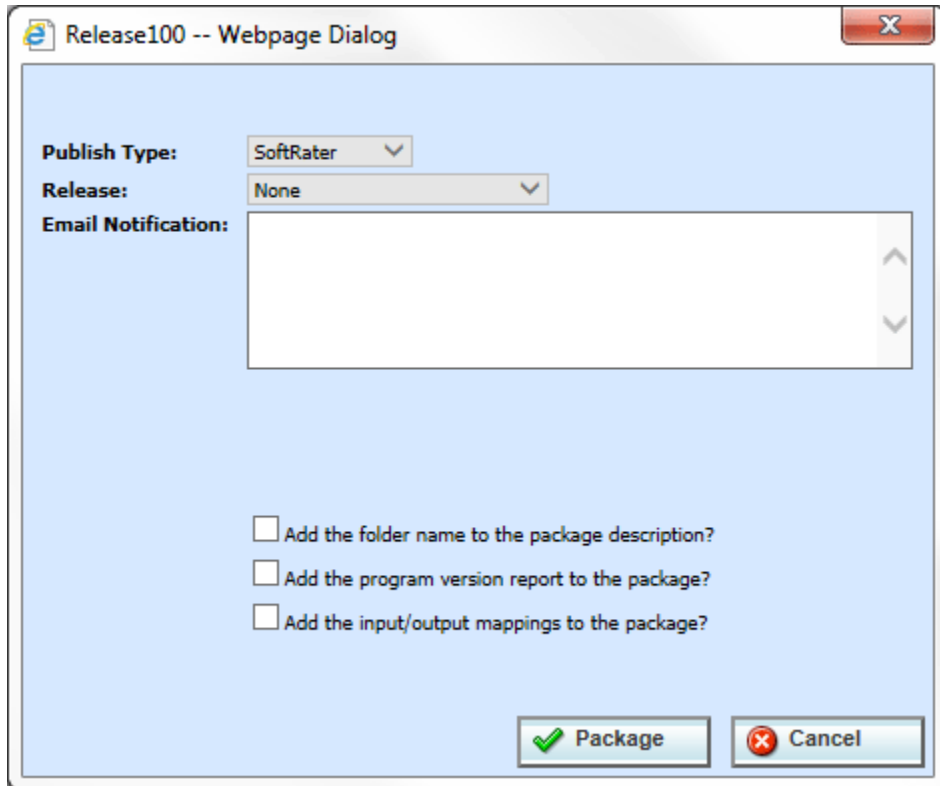 Release100 -- Webpage Dialog
Publish Type: SoftRater
Release: None
Email Notification:
Add the folder name to the package description?
Add the program version report to the package?
Add the input/output mappings to the package?
Package Cancel